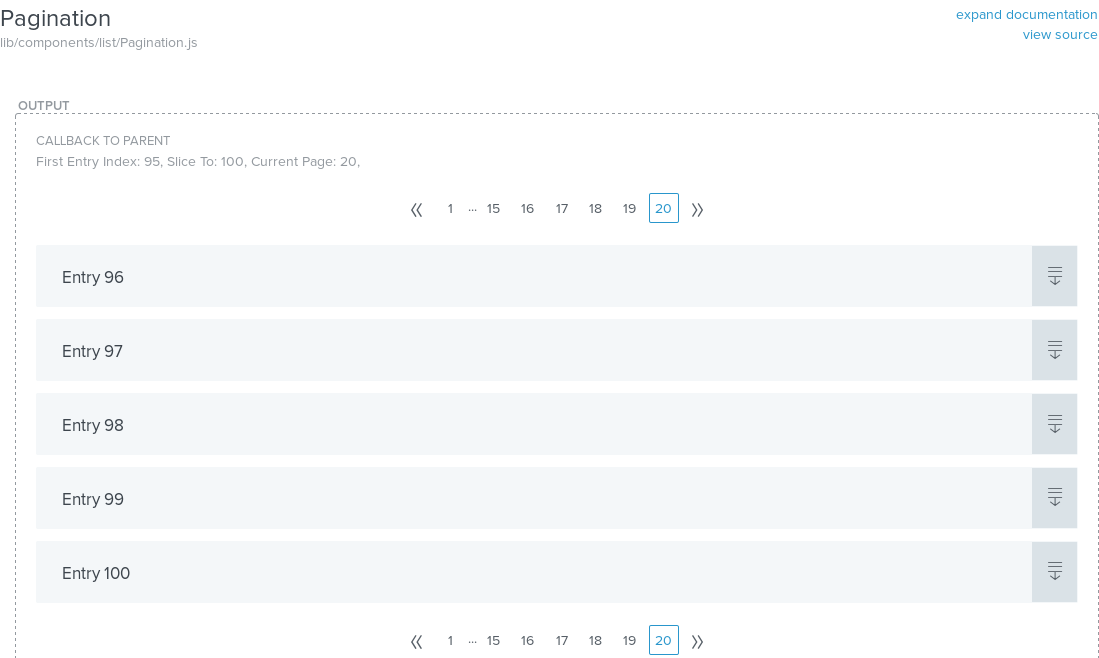 Pagination
expand documentation
lib/components/list/Pagination.js
view source
OUTPUT
CALLBACK TO PARENT
First Entry Index: 95, Slice To: 100, Current Page: 20,
« 1 ... 15 16 17 18 19 20 »
Entry 96
Entry 97
Entry 98
Entry 99
Entry 100
« 1 ... 15 16 17 18 19 20 »